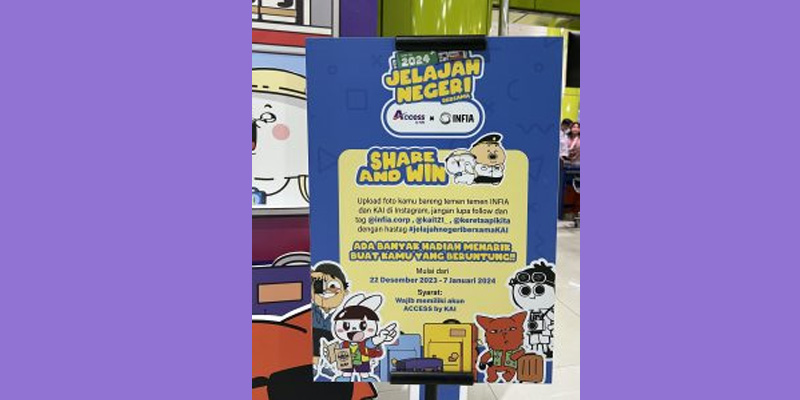 2024
JELAJAH
NEGERI
BERSAMA
ACCESS × INFIA
SHARE
AND WIN
Upload foto kamu bareng temen temen INFIA
dan KAI di Instagram, jangan lupa follow dan
tag @infia.corp , @kai121_ , @keretaapikita
dengan hastag #jelajahnegeribersamaKAI
ADA BANYAK HADIAH MENARIK
BUAT KAMU YANG BERUNTUNG!!
Mulai dari
22 Desember 2023 - 7 Januari 2024
Syarat:
Wajib memiliki akun
ACCESS by KAI